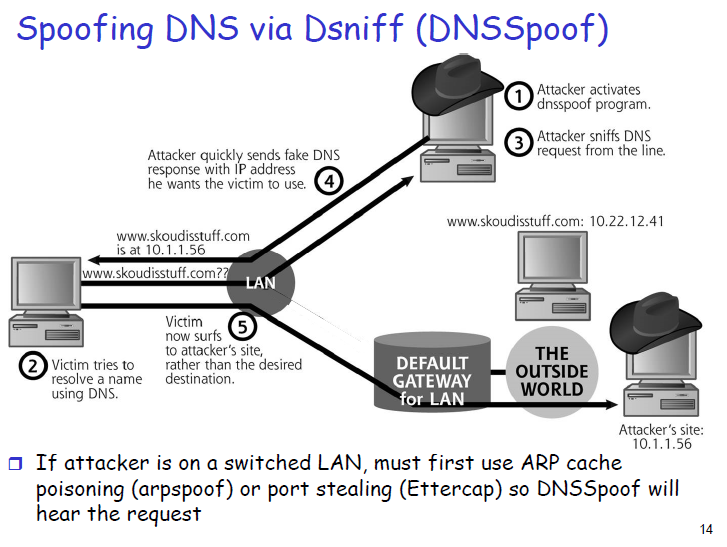 Spoofing DNS via Dsniff (DNSSpoof)
1 Attacker activates
dnsspoof program.
3 Attacker sniffs DNS
request from the line.
Attacker quickly sends fake DNS
response with IP address
he wants the victim to use. 4
www.skoudisstuff.com: 10.22.12.41
www.skoudisstuff.com
is at 10.1.1.56
www.skoudisstuff.com??
LAN
2 Victim tries to
resolve a name
using DNS.
Victim 5
now surfs
to attacker's site,
rather than the desired
destination.
DEFAULT
GATEWAY
for LAN
THE
OUTSIDE
WORLD
Attacker's site:
10.1.1.56
If attacker is on a switched LAN, must first use ARP cache
poisoning (arpspoof) or port stealing (Ettercap) so DNSSpoof will
hear the request
14